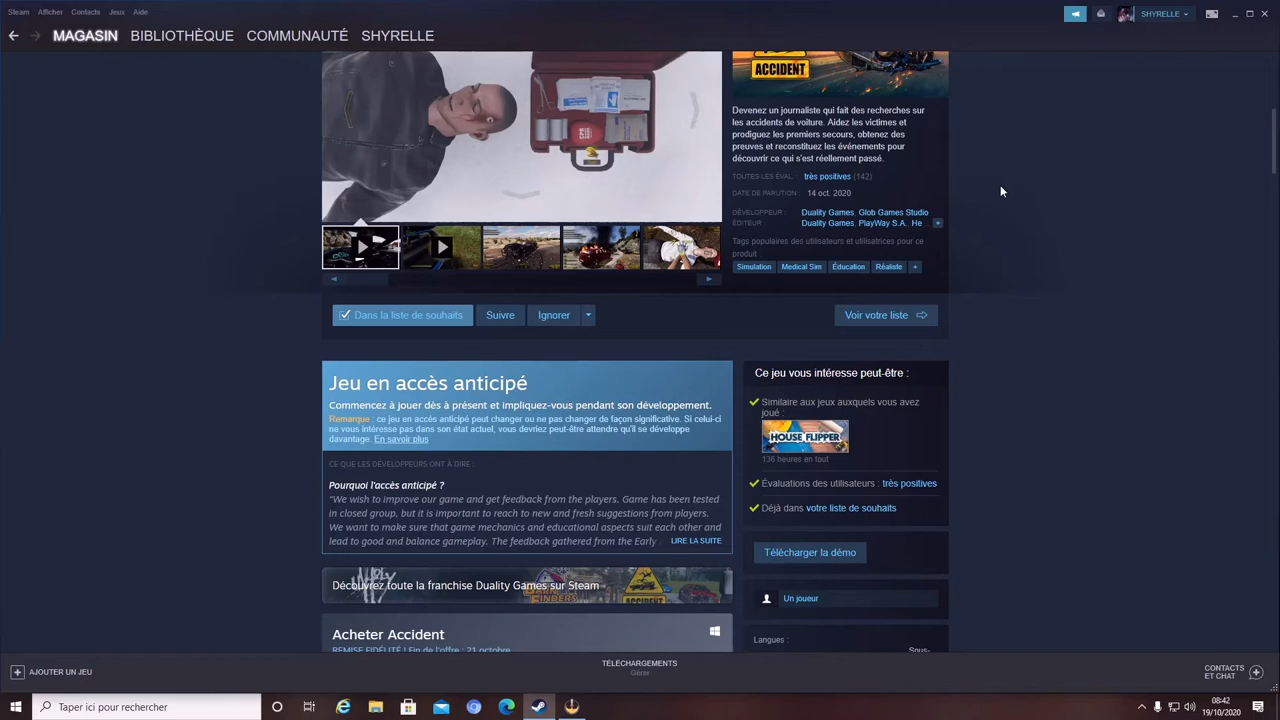 Steam Afficher Contacts Jeux Aide
SHYRELLE
MAGASIN BIBLIOTHÈQUE COMMUNAUTÉ SHYRELLE
ACCIDENT
Devenez un journaliste qui fait des recherches sur
les accidents de voiture. Aidez les victimes et
prodiguez les premiers secours, obtenez des
preuves et reconstituez les événements pour
découvrir ce qui s'est réellement passé.
TOUTES LES ÉVAL. : très positives (142)
DATE DE PARUTION : 14 oct. 2020
DÉVELOPPEUR : Duality Games, Glob Games Studio
ÉDITEUR : Duality Games, PlayWay S.A., He +
Tags populaires des utilisateurs et utilisatrices pour ce
produit :
Simulation Medical Sim Éducation Réaliste +
Dans la liste de souhaits Suivre Ignorer Voir votre liste
Jeu en accès anticipé
Commencez à jouer dès à présent et impliquez-vous pendant son développement.
Remarque : ce jeu en accès anticipé peut changer ou ne pas changer de façon significative. Si celui-ci
ne vous intéresse pas dans son état actuel, vous devriez peut-être attendre qu'il se développe
davantage. En savoir plus
CE QUE LES DÉVELOPPEURS ONT À DIRE :
Pourquoi l'accès anticipé ?
“We wish to improve our game and get feedback from the players. Game has been tested
in closed group, but it is important to reach to new and fresh suggestions from players.
We want to make sure that game mechanics and educational aspects suit each other and
lead to good and balance gameplay. The feedback gathered from the Early LIRE LA SUITE
Ce jeu vous intéresse peut-être :
Similaire aux jeux auxquels vous avez
joué :
HOUSE FLIPPER
136 heures en tout
Évaluations des utilisateurs : très positives
Déjà dans votre liste de souhaits
Télécharger la démo
Découvrez toute la franchise Duality Games sur Steam
BARN
FINDERS
ACCIDENT
Un joueur
Acheter Accident
REMISE FIDÉLITÉ ! Fin de l'offre : 21 octobre
Langues :
Sous-
AJOUTER UN JEU
TÉLÉCHARGEMENTS
Gérer
CONTACTS
ET CHAT
Taper ici pour rechercher
08:42
19/10/2020